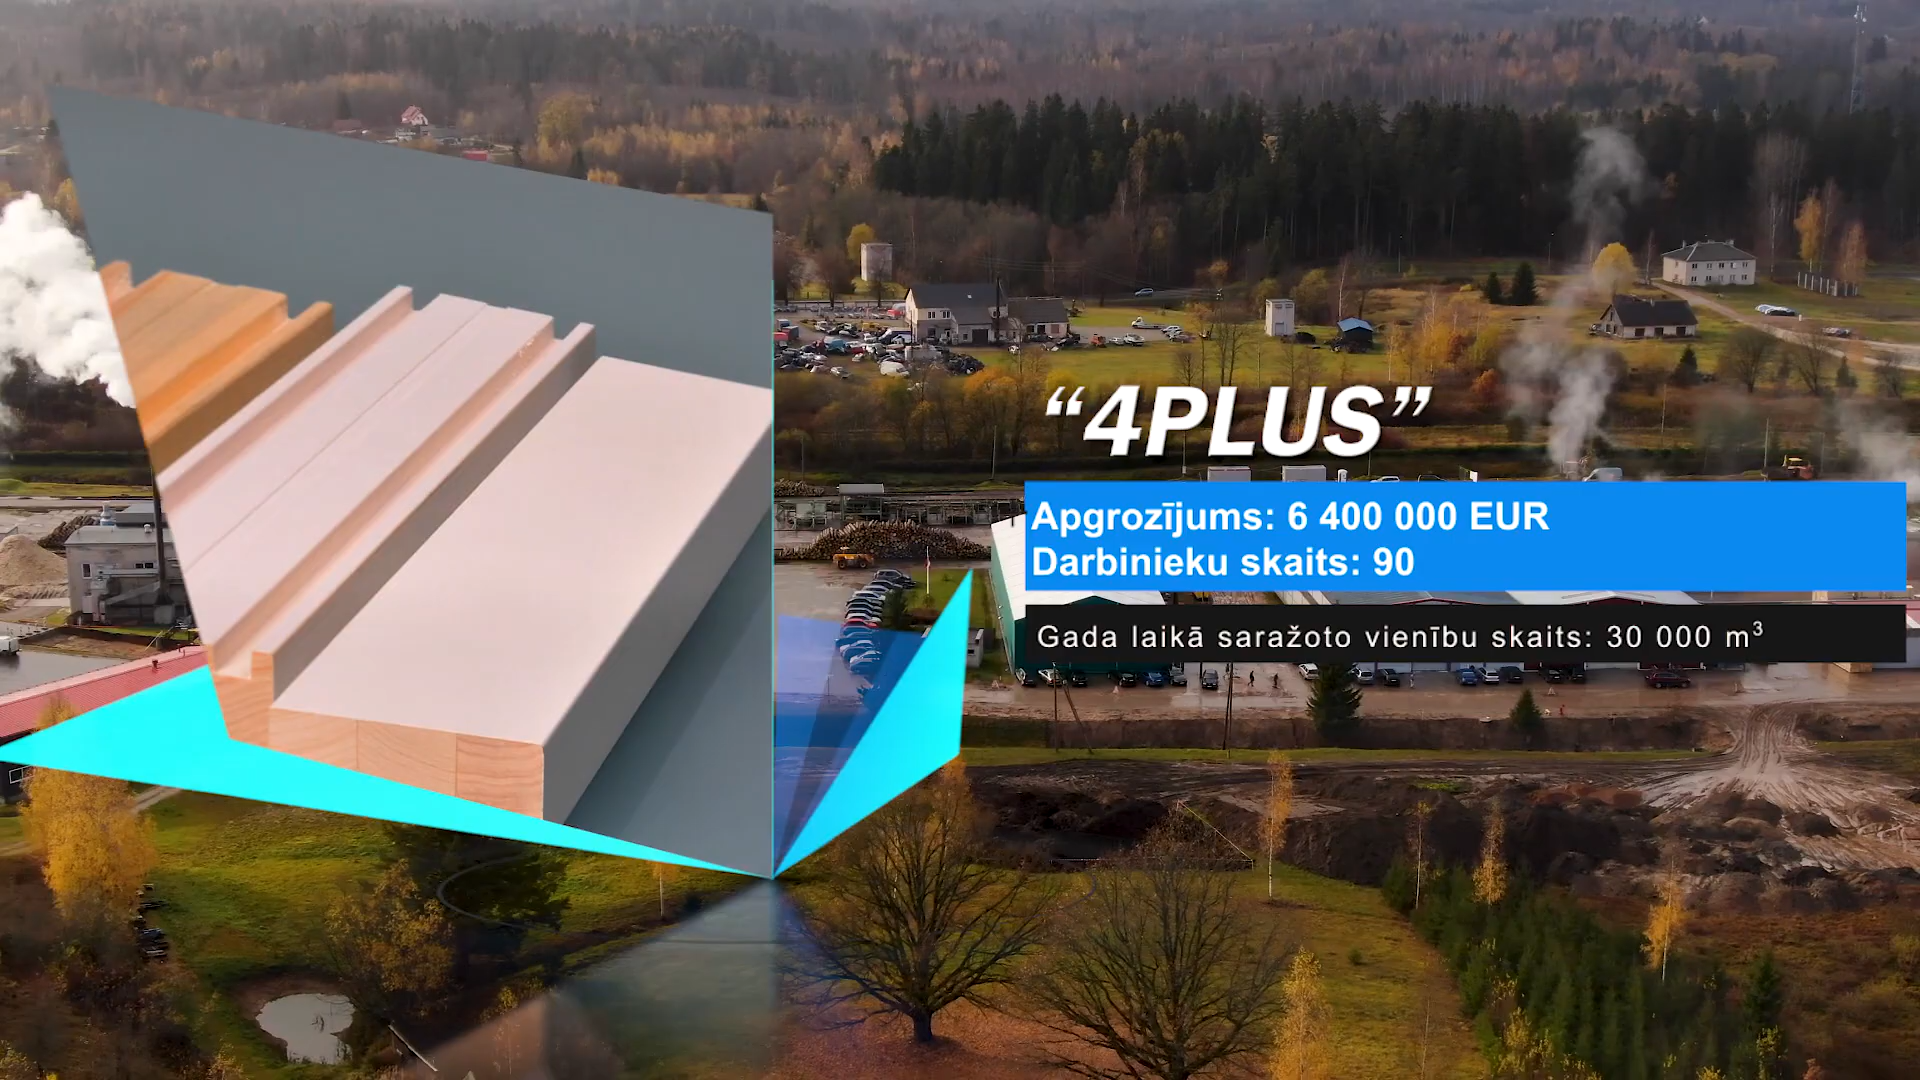 “4PLUS”
Apgrozījums: 6 400 000 EUR
Darbinieku skaits: 90
Gada laikā saražoto vienību skaits: 30 000 m³